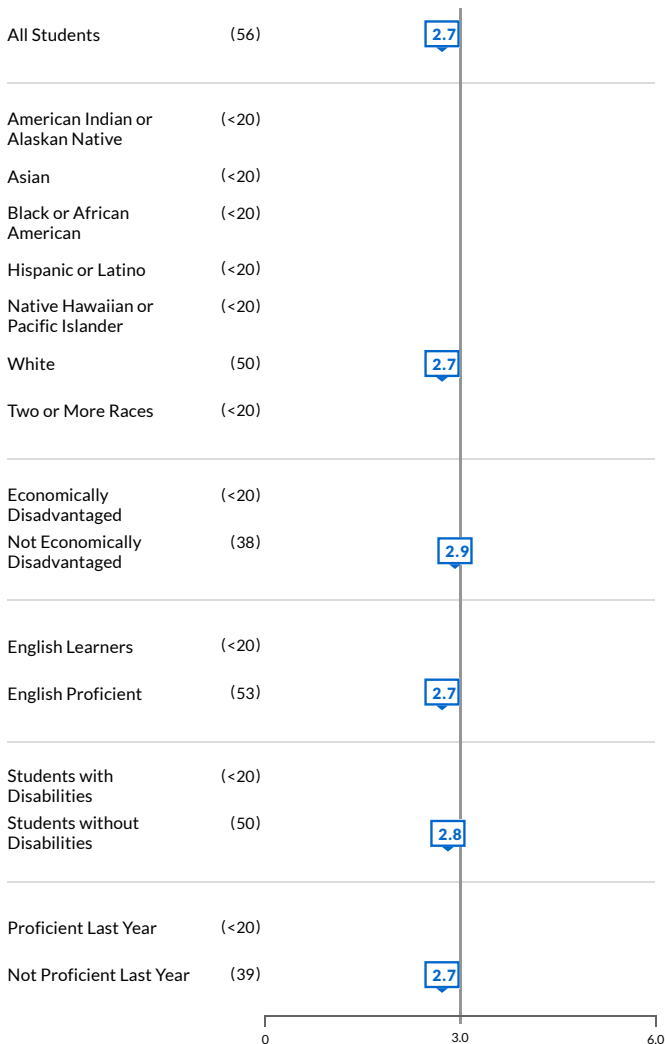 All Students (56) 2.7
American Indian or (<20)
Alaskan Native
Asian (<20)
Black or African (<20)
American
Hispanic or Latino (<20)
Native Hawaiian or (<20)
Pacific Islander
White (50) 2.7
Two or More Races (<20)
Economically (<20)
Disadvantaged
Not Economically (38) 2.9
Disadvantaged
English Learners (<20)
English Proficient (53) 2.7
Students with (<20)
Disabilities
Students without (50) 2.8
Disabilities
Proficient Last Year (<20)
Not Proficient Last Year (39) 2.7
0 3.0 6.0